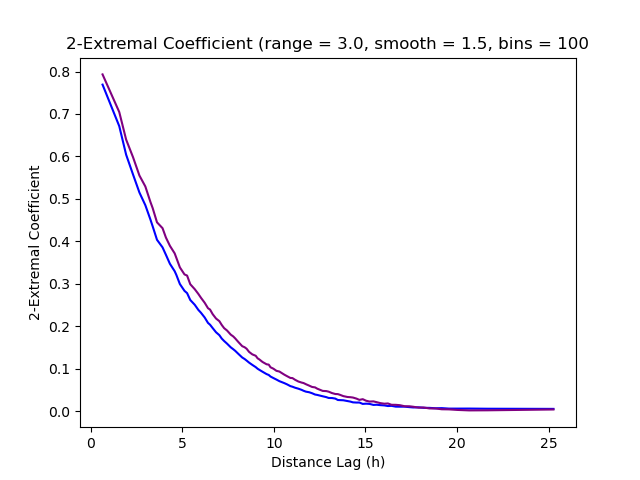 2-Extremal Coefficient (range = 3.0, smooth = 1.5, bins = 100
0.8
0.7
0.6
0.5
0.4
0.3
0.2
0.1
0.0
2-Extremal Coefficient
0 5 10 15 20 25
Distance Lag (h)